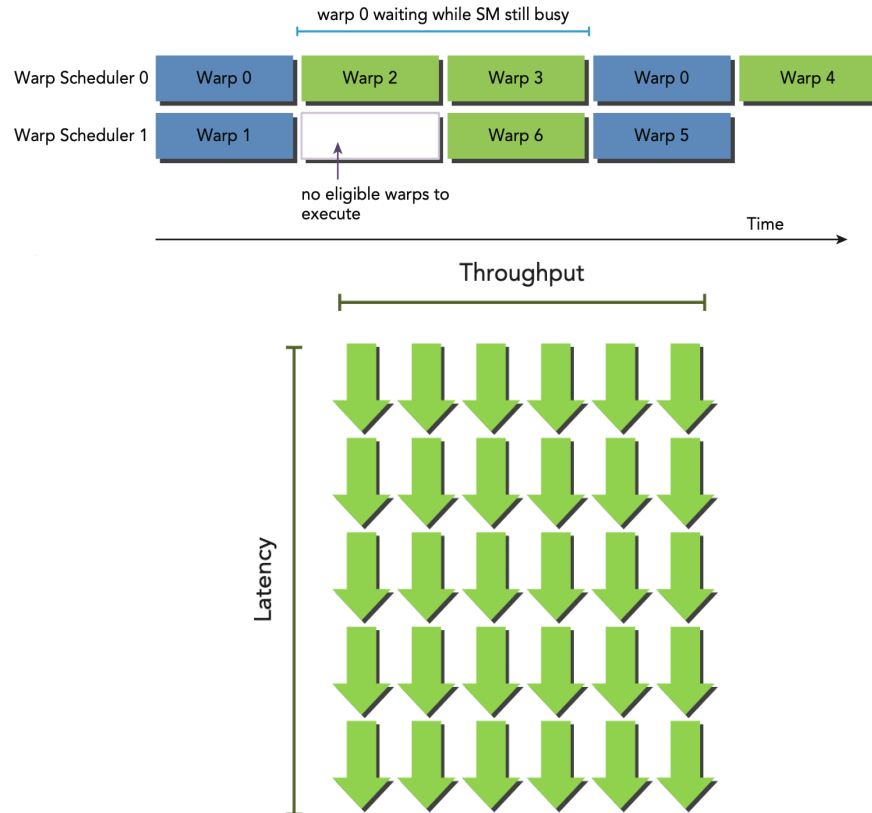 warp 0 waiting while SM still busy
Warp Scheduler 0
Warp 0
Warp 2
Warp 3
Warp 0
Warp 4
Warp Scheduler 1
Warp 1
Warp 6
Warp 5
no eligible warps to
execute
Time
Throughput
Latency